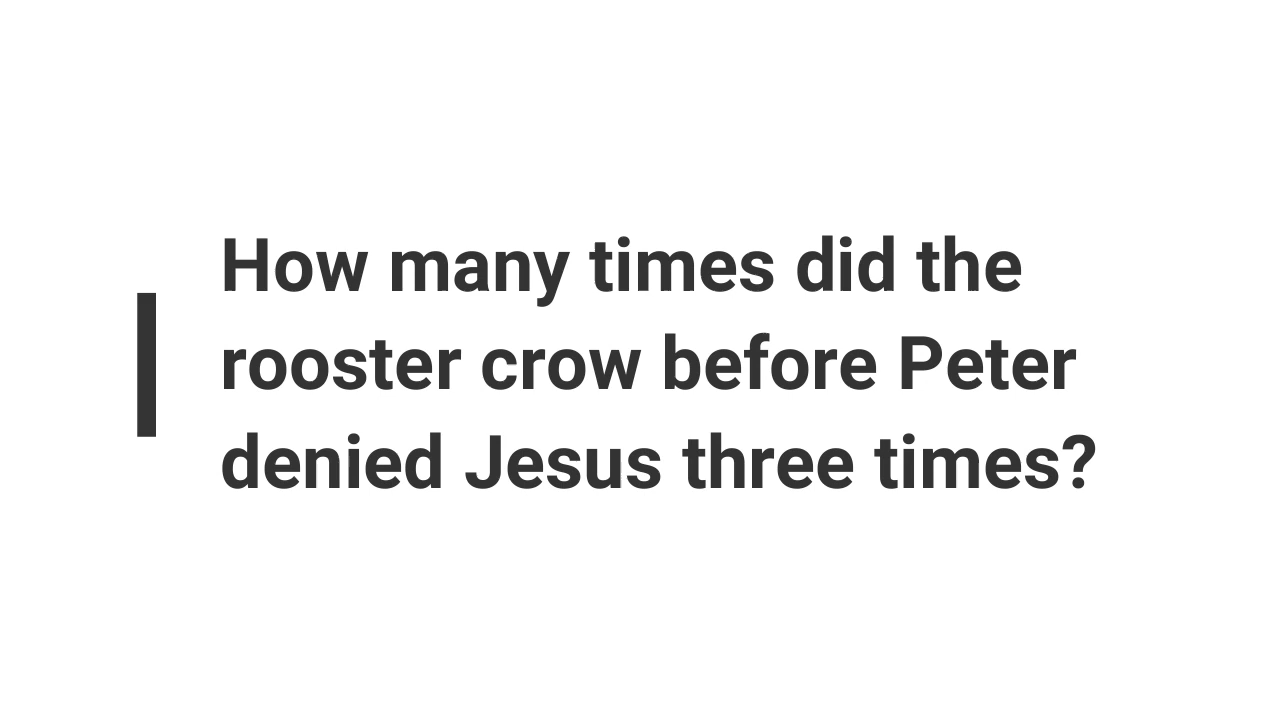 How many times did the
rooster crow before Peter
denied Jesus three times?